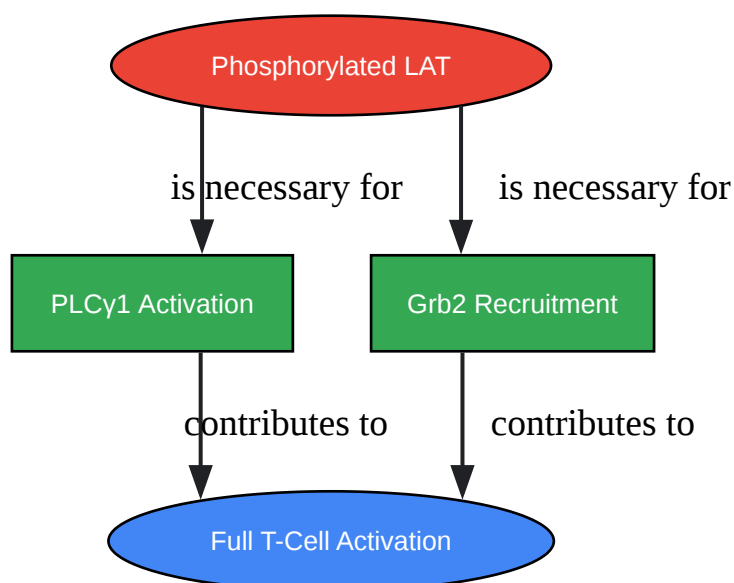 Phosphorylated LAT
is necessary for
is necessary for
PLCγ1 Activation
Grb2 Recruitment
contributes to
contributes to
Full T-Cell Activation